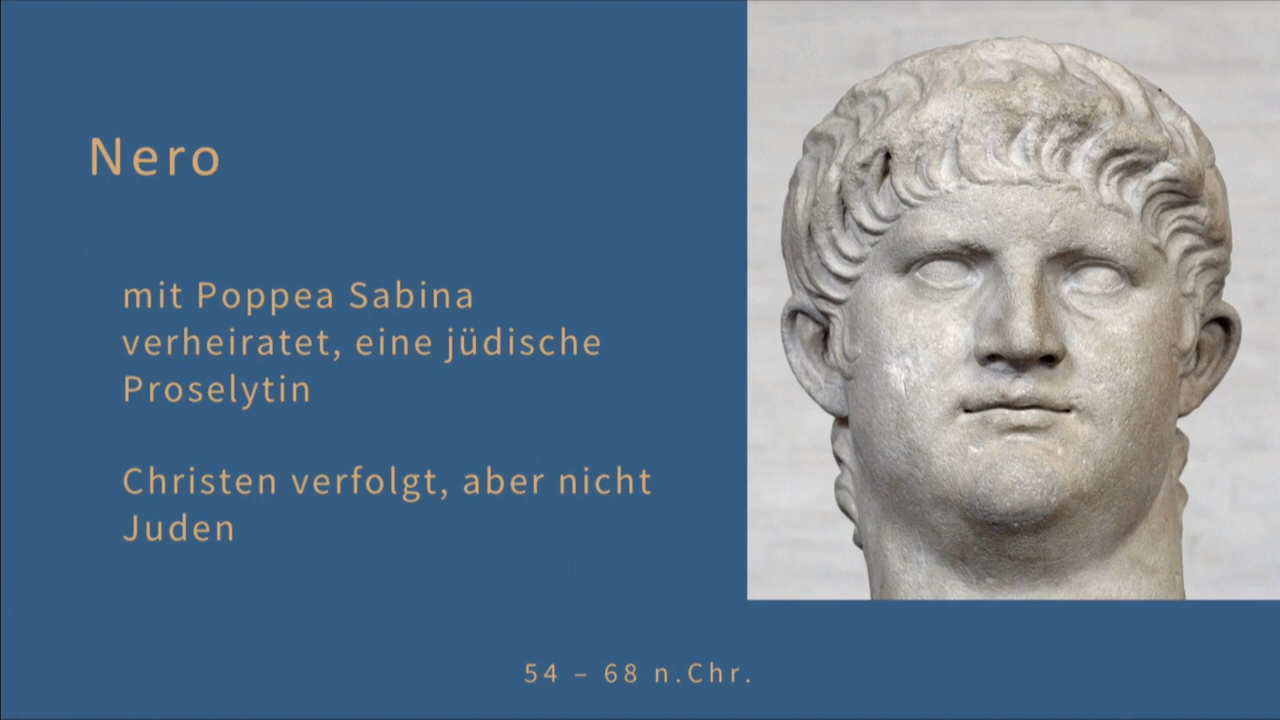 Nero
mit Poppea Sabina
verheiratet, eine jüdische
Proselytin
Christen verfolgt, aber nicht
Juden
54 – 68 n.Chr.